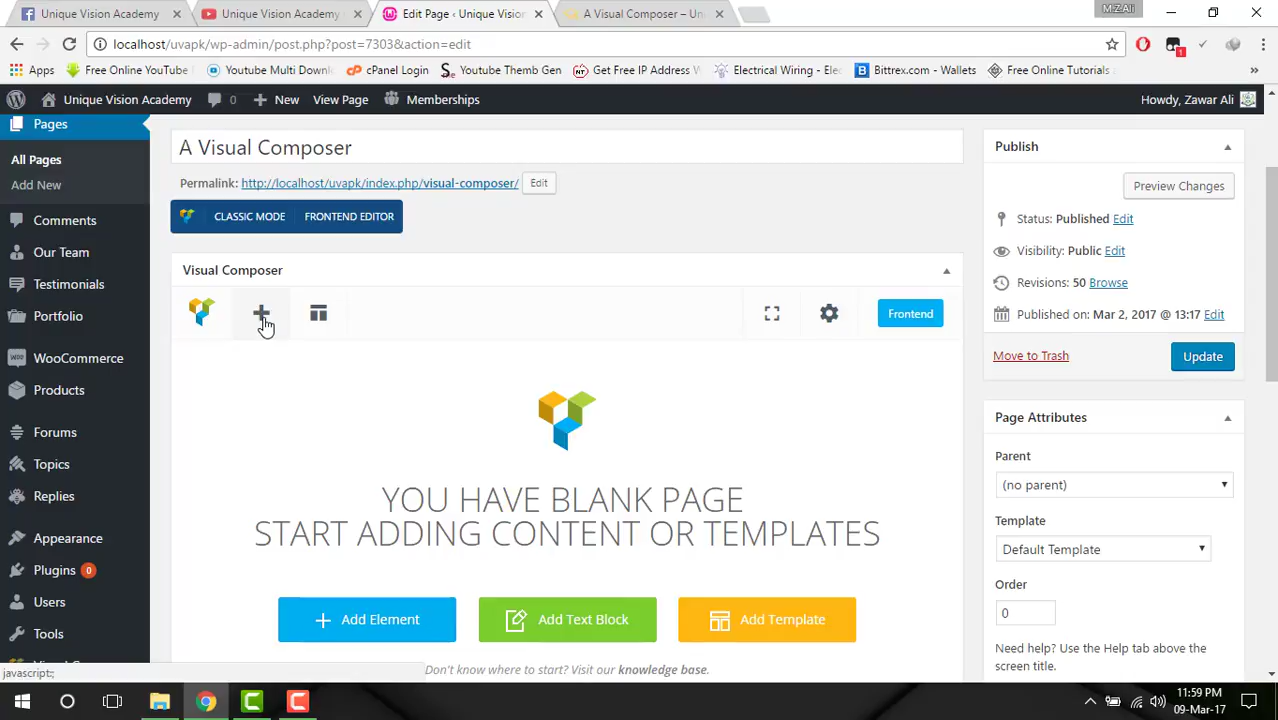 Unique Vision Academy
Unique Vision Academy
Edit Page ‹ Unique Vision
A Visual Composer – Un
M.Z.Ali
localhost/uvapk/wp-admin/post.php?post=7303&action=edit
1
Apps
Free Online YouTube
Youtube Multi Down
cPanel Login
Youtube Themb Gen
Get Free IP Address
Electrical Wiring - Ele
Bittrex.com - Wallets
Free Online Tutorials
»
Unique Vision Academy
0
New
View Page
Memberships
Howdy, Zawar Ali
Pages
All Pages
Add New
Comments
Our Team
Testimonials
Portfolio
WooCommerce
Products
Forums
Topics
Replies
Appearance
Plugins 0
Users
Tools
A Visual Composer
Permalink: http://localhost/uvapk/index.php/visual-composer/ Edit
CLASSIC MODE
FRONTEND EDITOR
Visual Composer
Frontend
YOU HAVE BLANK PAGE
START ADDING CONTENT OR TEMPLATES
Add Element
Add Text Block
Add Template
Don't know where to start? Visit our knowledge base.
Publish
Preview Changes
Status: Published Edit
Visibility: Public Edit
Revisions: 50 Browse
Published on: Mar 2, 2017 @ 13:17 Edit
Move to Trash
Update
Page Attributes
Parent
(no parent)
Template
Default Template
Order
0
Need help? Use the Help tab above the
screen title.
javascript:;
11:59 PM
09-Mar-17